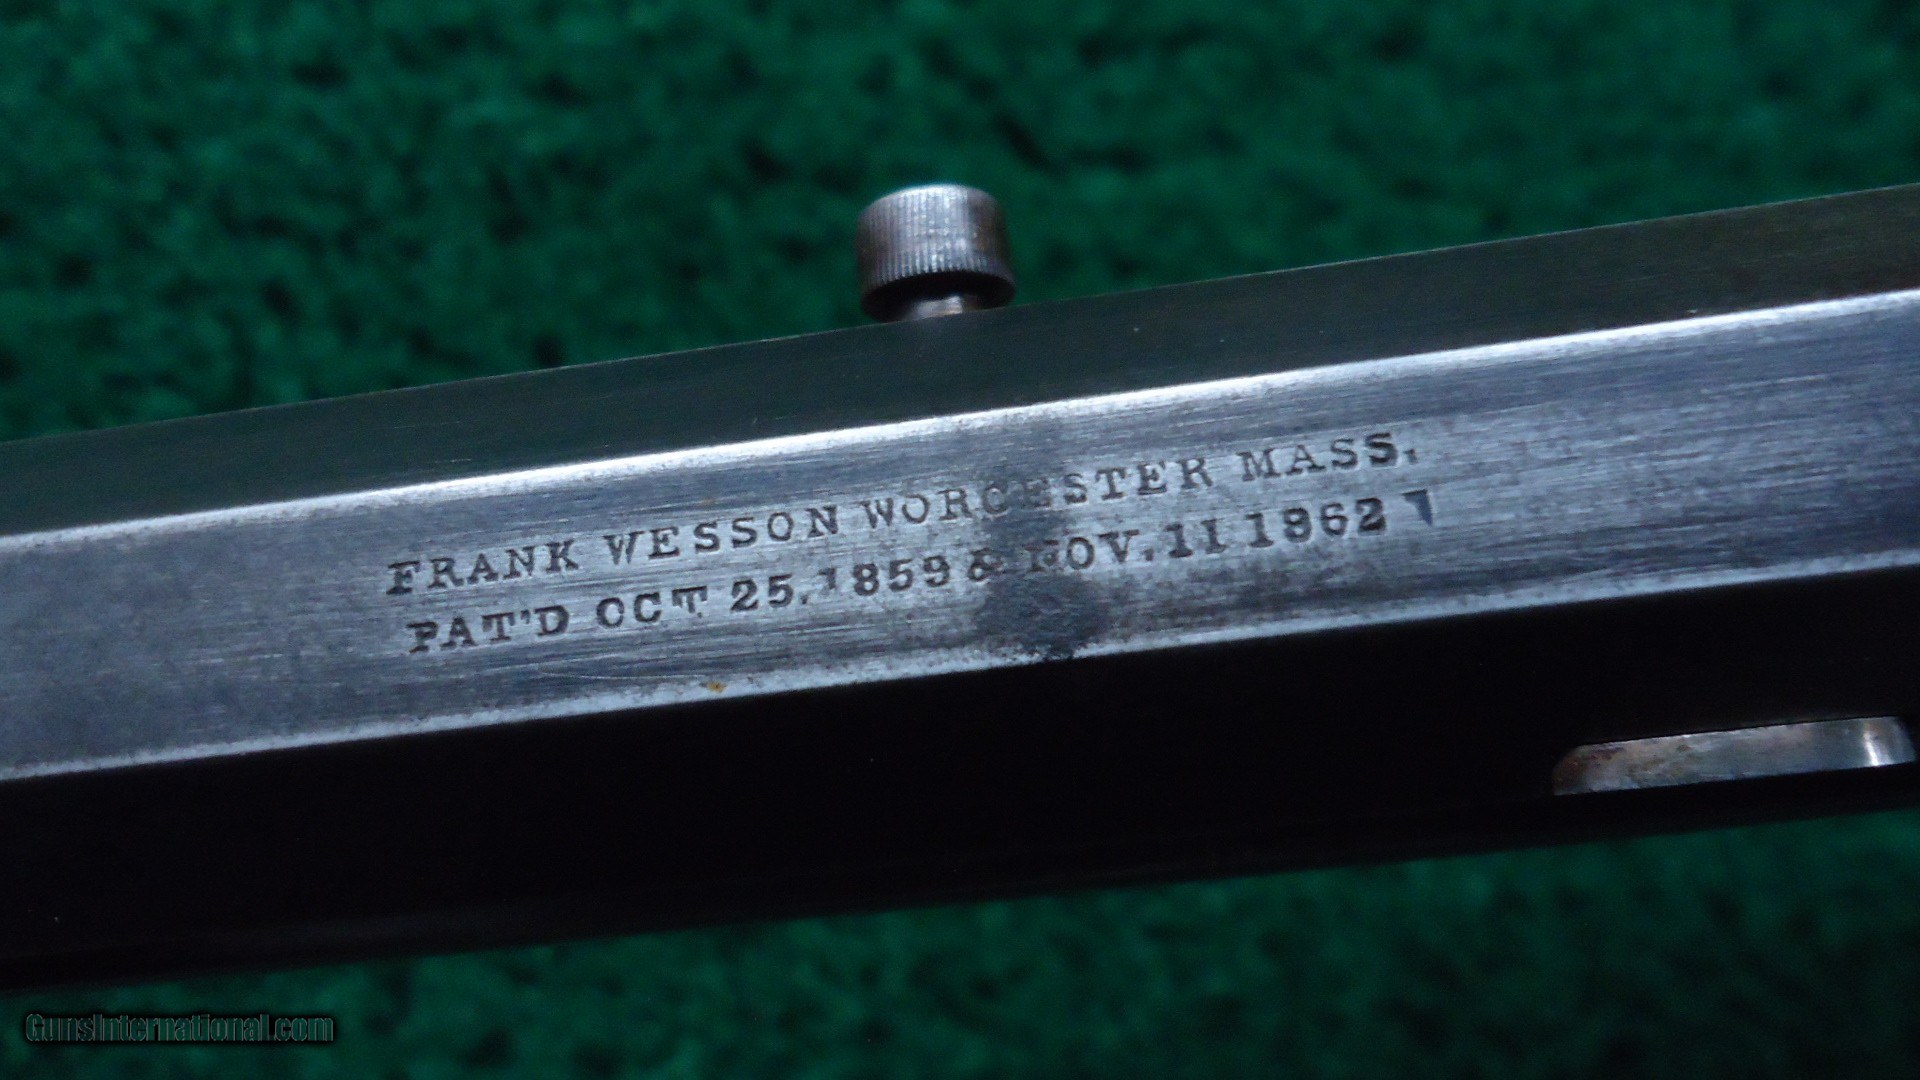 FRANK WESSON WORCESTER MASS.
PAT'D OCT 25, 1859 & NOV. 11 1862
GunsInternational.com